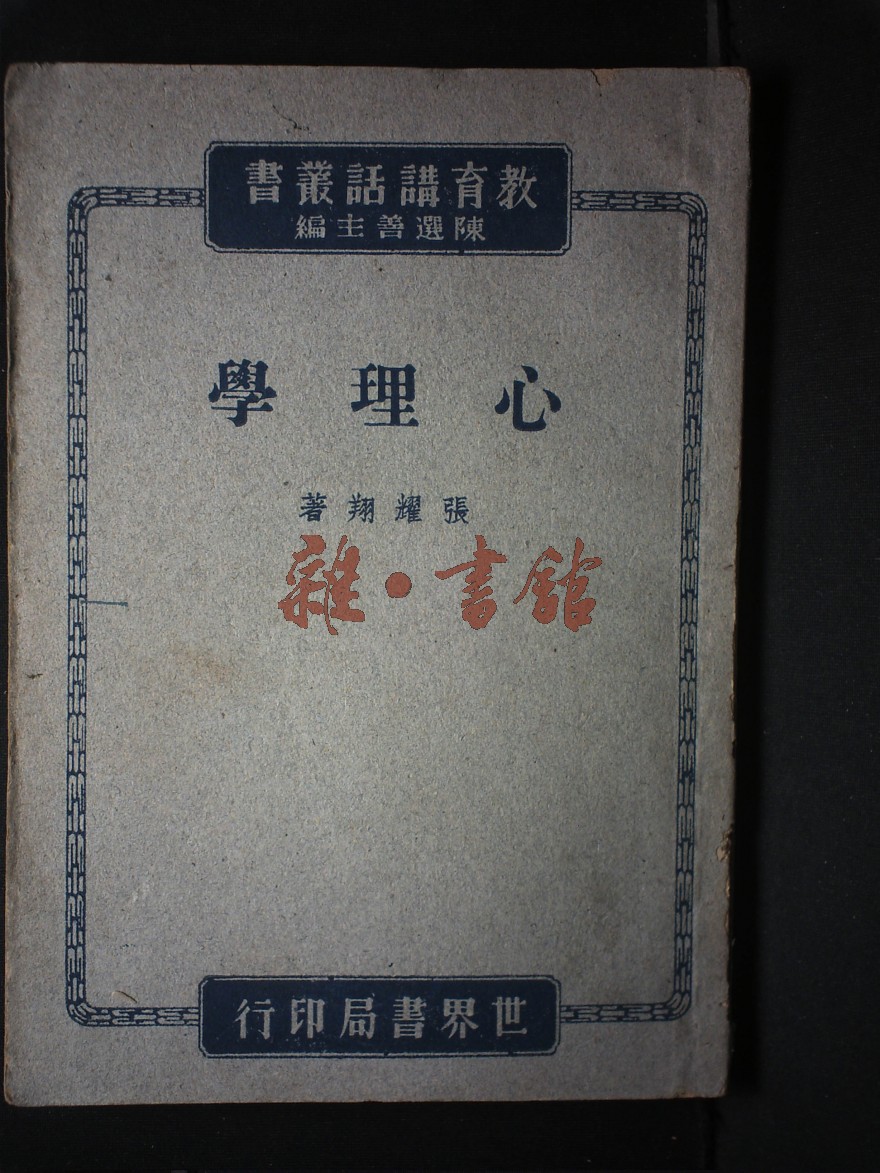 教育講話叢書
陳選善主編
心理學
張耀翔著
雜·書館
世界書局印行